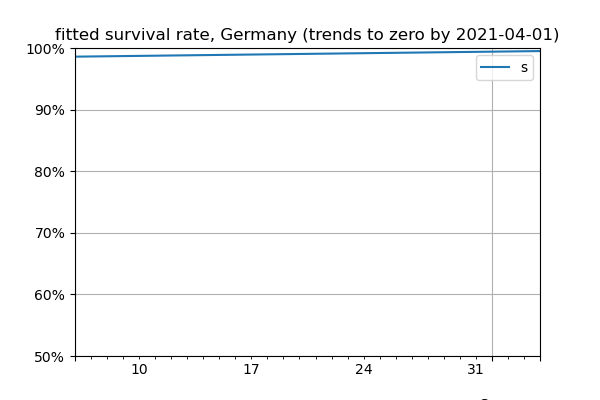 fitted survival rate, Germany (trends to zero by 2021-04-01)
100%
s
90%
80%
70%
60%
50%
10 17 24 31